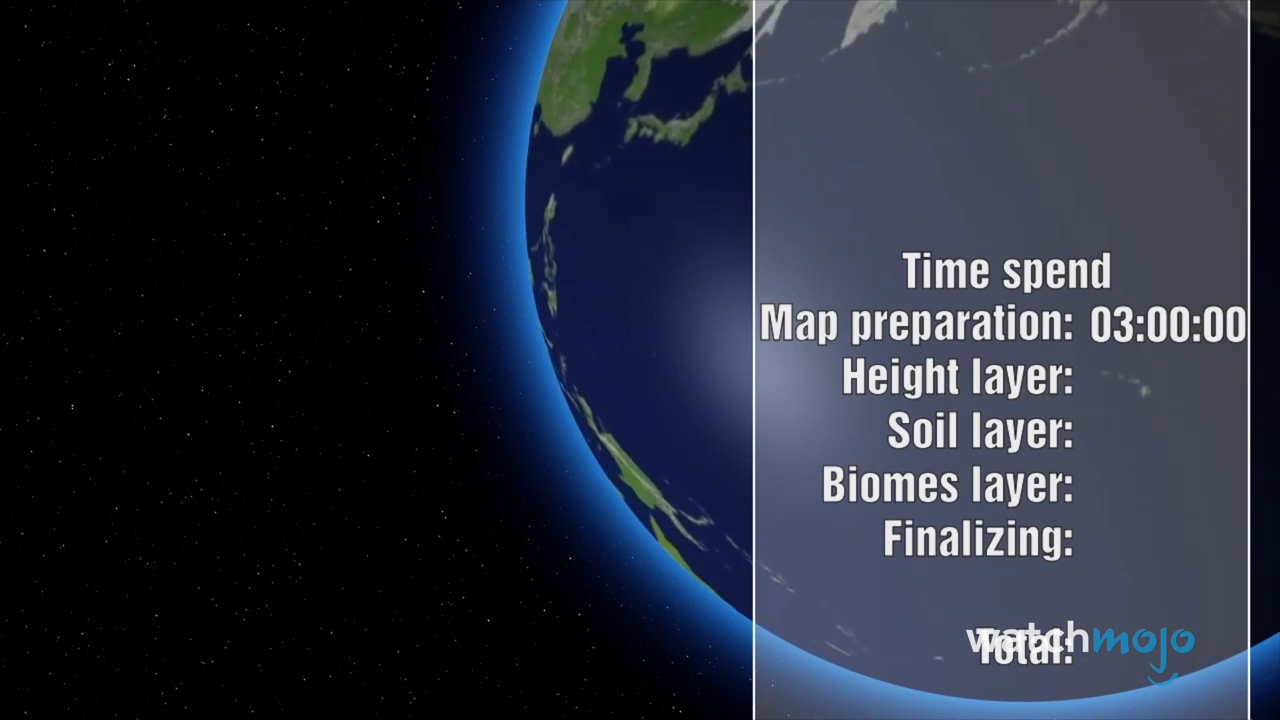 Time spend
Map preparation: 03:00:00
Height layer:
Soil layer:
Biomes layer:
Finalizing:
Total:
watchmojo